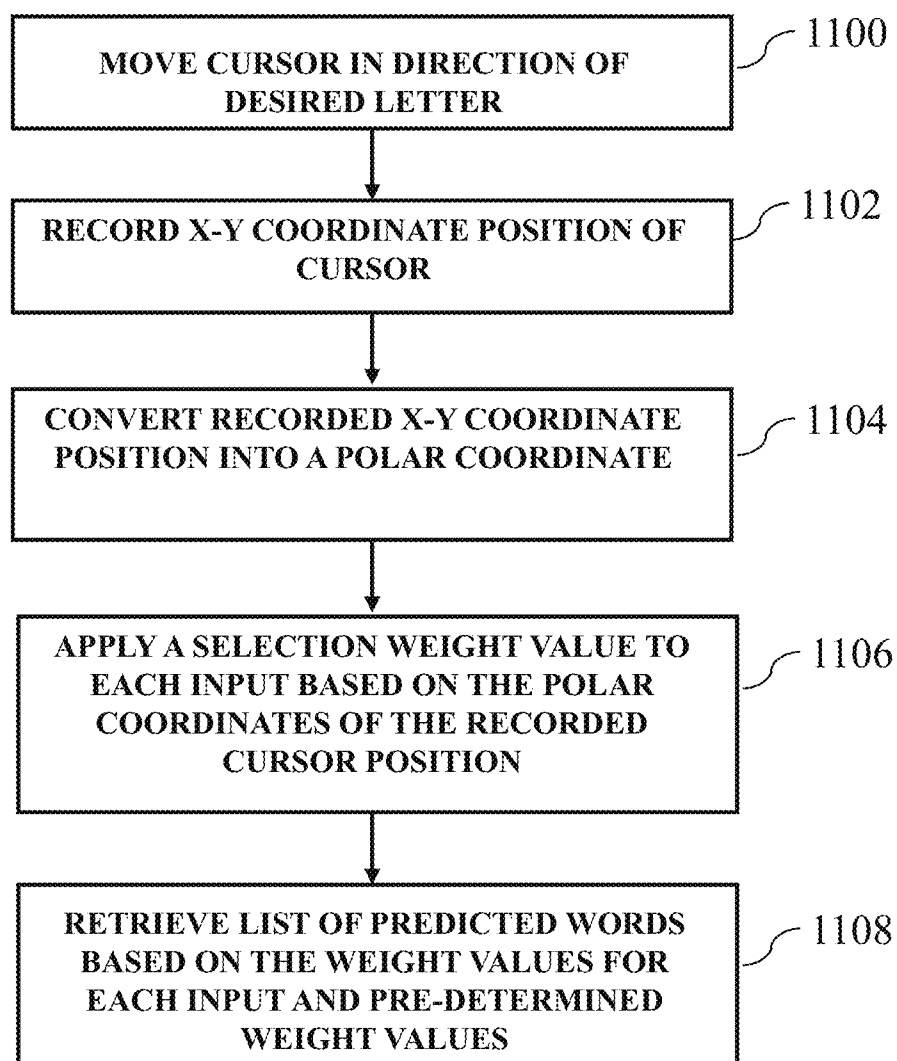 1100
MOVE CURSOR IN DIRECTION OF
DESIRED LETTER
1102
RECORD X-Y COORDINATE POSITION OF
CURSOR
1104
CONVERT RECORDED X-Y COORDINATE
POSITION INTO A POLAR COORDINATE
1106
APPLY A SELECTION WEIGHT VALUE TO
EACH INPUT BASED ON THE POLAR
COORDINATES OF THE RECORDED
CURSOR POSITION
1108
RETRIEVE LIST OF PREDICTED WORDS
BASED ON THE WEIGHT VALUES FOR
EACH INPUT AND PRE-DETERMINED
WEIGHT VALUES